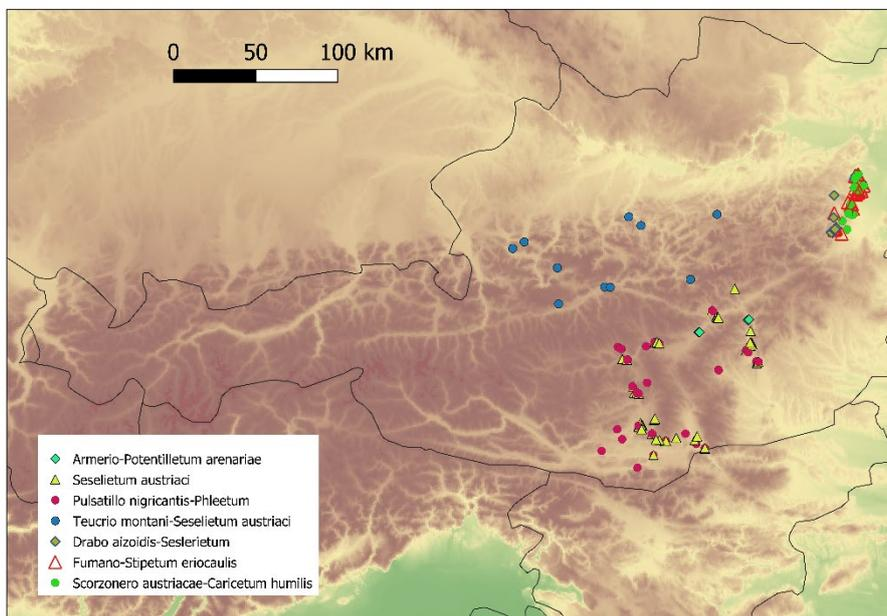 0 50 100 km
Armerio-Potentilletum arenariae
Seselietum austriaci
Pulsatillo nigricantis-Phleetum
Teucrio montani-Seselietum austriaci
Drabo aizoidis-Seslerietum
Fumano-Stipetum eriocaulis
Scorzonero austriacae-Caricetum humilis